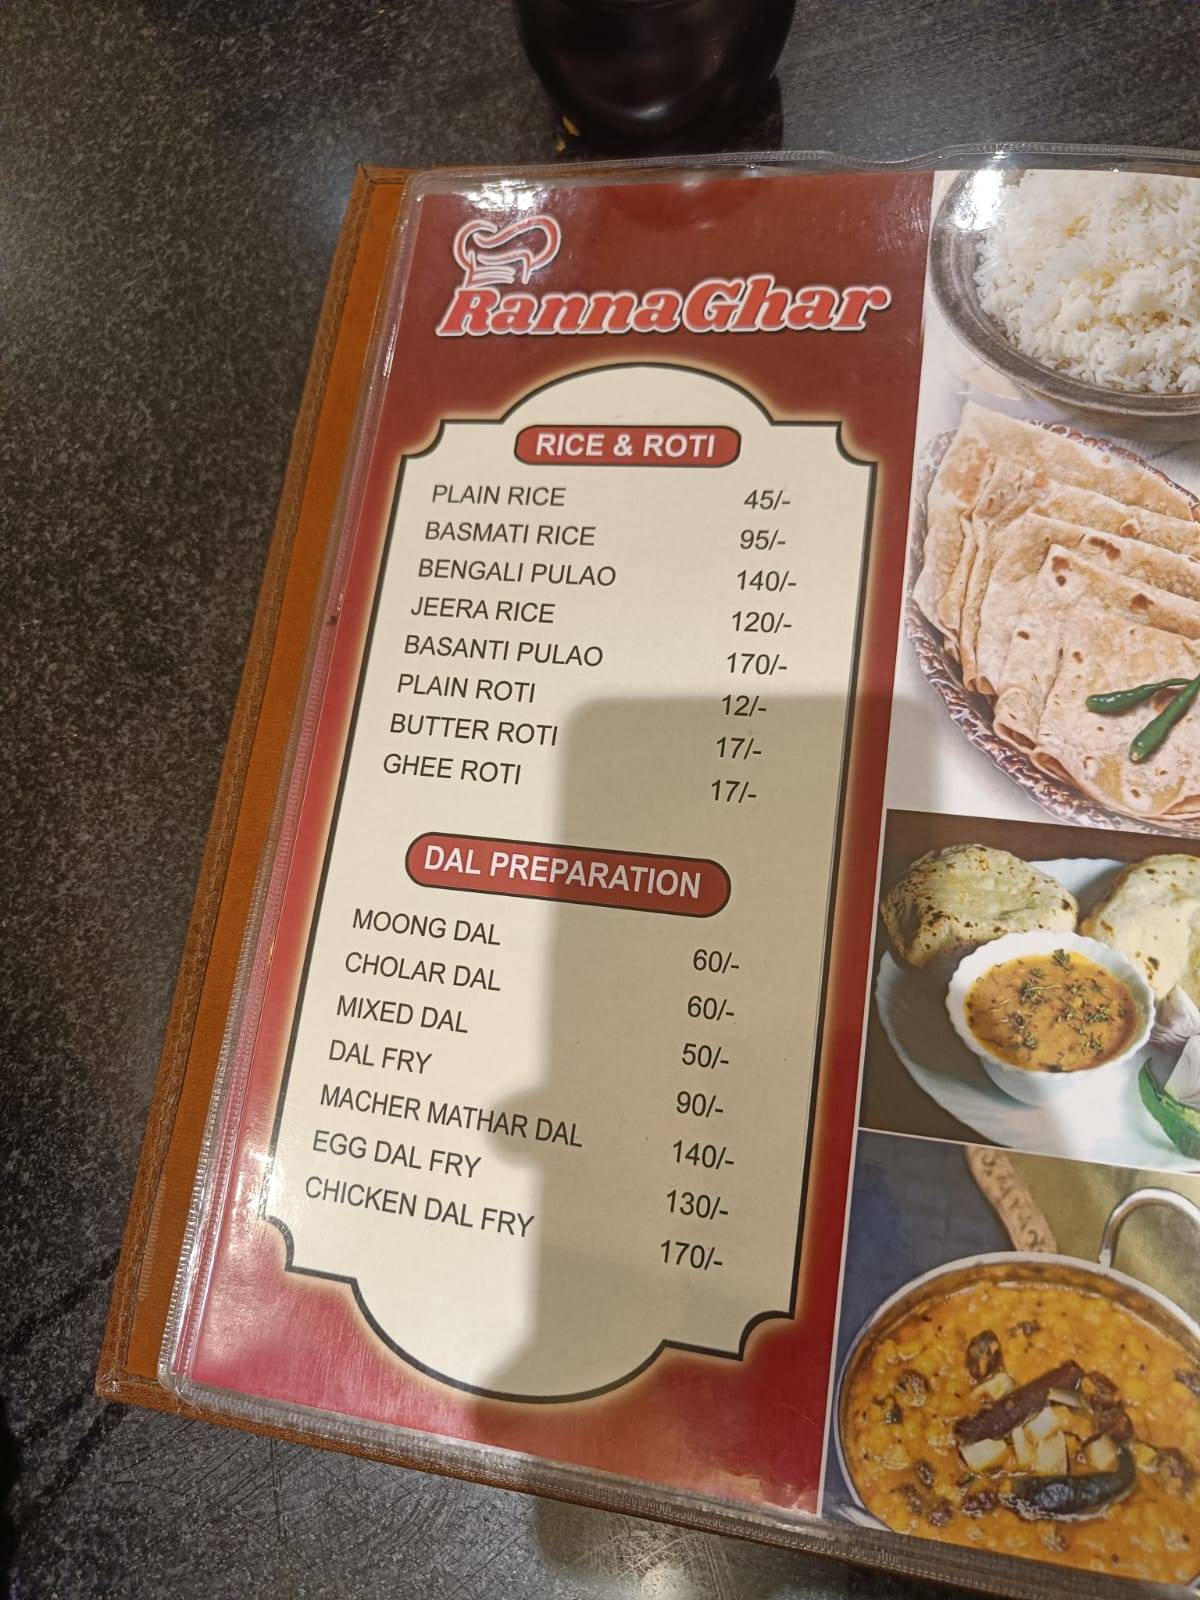 RannaGhar
RICE & ROTI
PLAIN RICE 45/-
BASMATI RICE 95/-
BENGALI PULAO 140/-
JEERA RICE 120/-
BASANTI PULAO 170/-
PLAIN ROTI 12/-
BUTTER ROTI 17/-
GHEE ROTI 17/-
DAL PREPARATION
MOONG DAL 60/-
CHOLAR DAL 60/-
MIXED DAL 50/-
DAL FRY 90/-
MACHER MATHAR DAL 140/-
EGG DAL FRY 130/-
CHICKEN DAL FRY 170/-